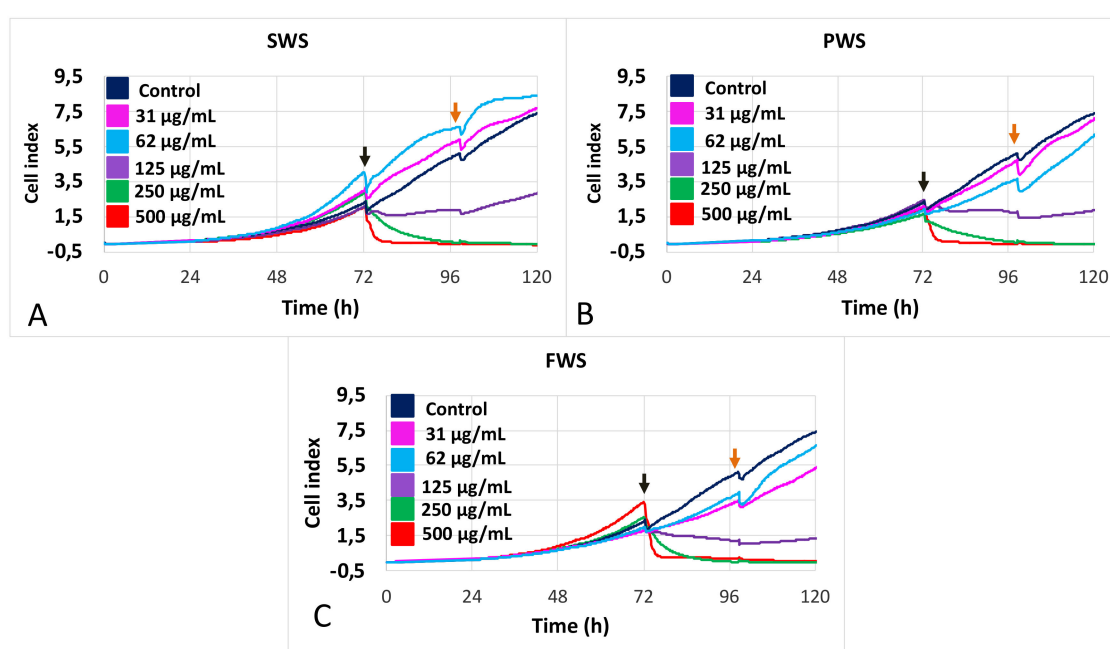 SWS
9,5
7,5
5,5
3,5
1,5
-0,5
Cell index
Control
31 µg/mL
62 µg/mL
125 µg/mL
250 µg/mL
500 µg/mL
0 24 48 72 96 120
Time (h)
A
PWS
9,5
7,5
5,5
3,5
1,5
-0,5
Cell index
Control
31 µg/mL
62 µg/mL
125 µg/mL
250 µg/mL
500 µg/mL
0 24 48 72 96 120
Time (h)
B
FWS
9,5
7,5
5,5
3,5
1,5
-0,5
Cell index
Control
31 µg/mL
62 µg/mL
125 µg/mL
250 µg/mL
500 µg/mL
0 24 48 72 96 120
Time (h)
C